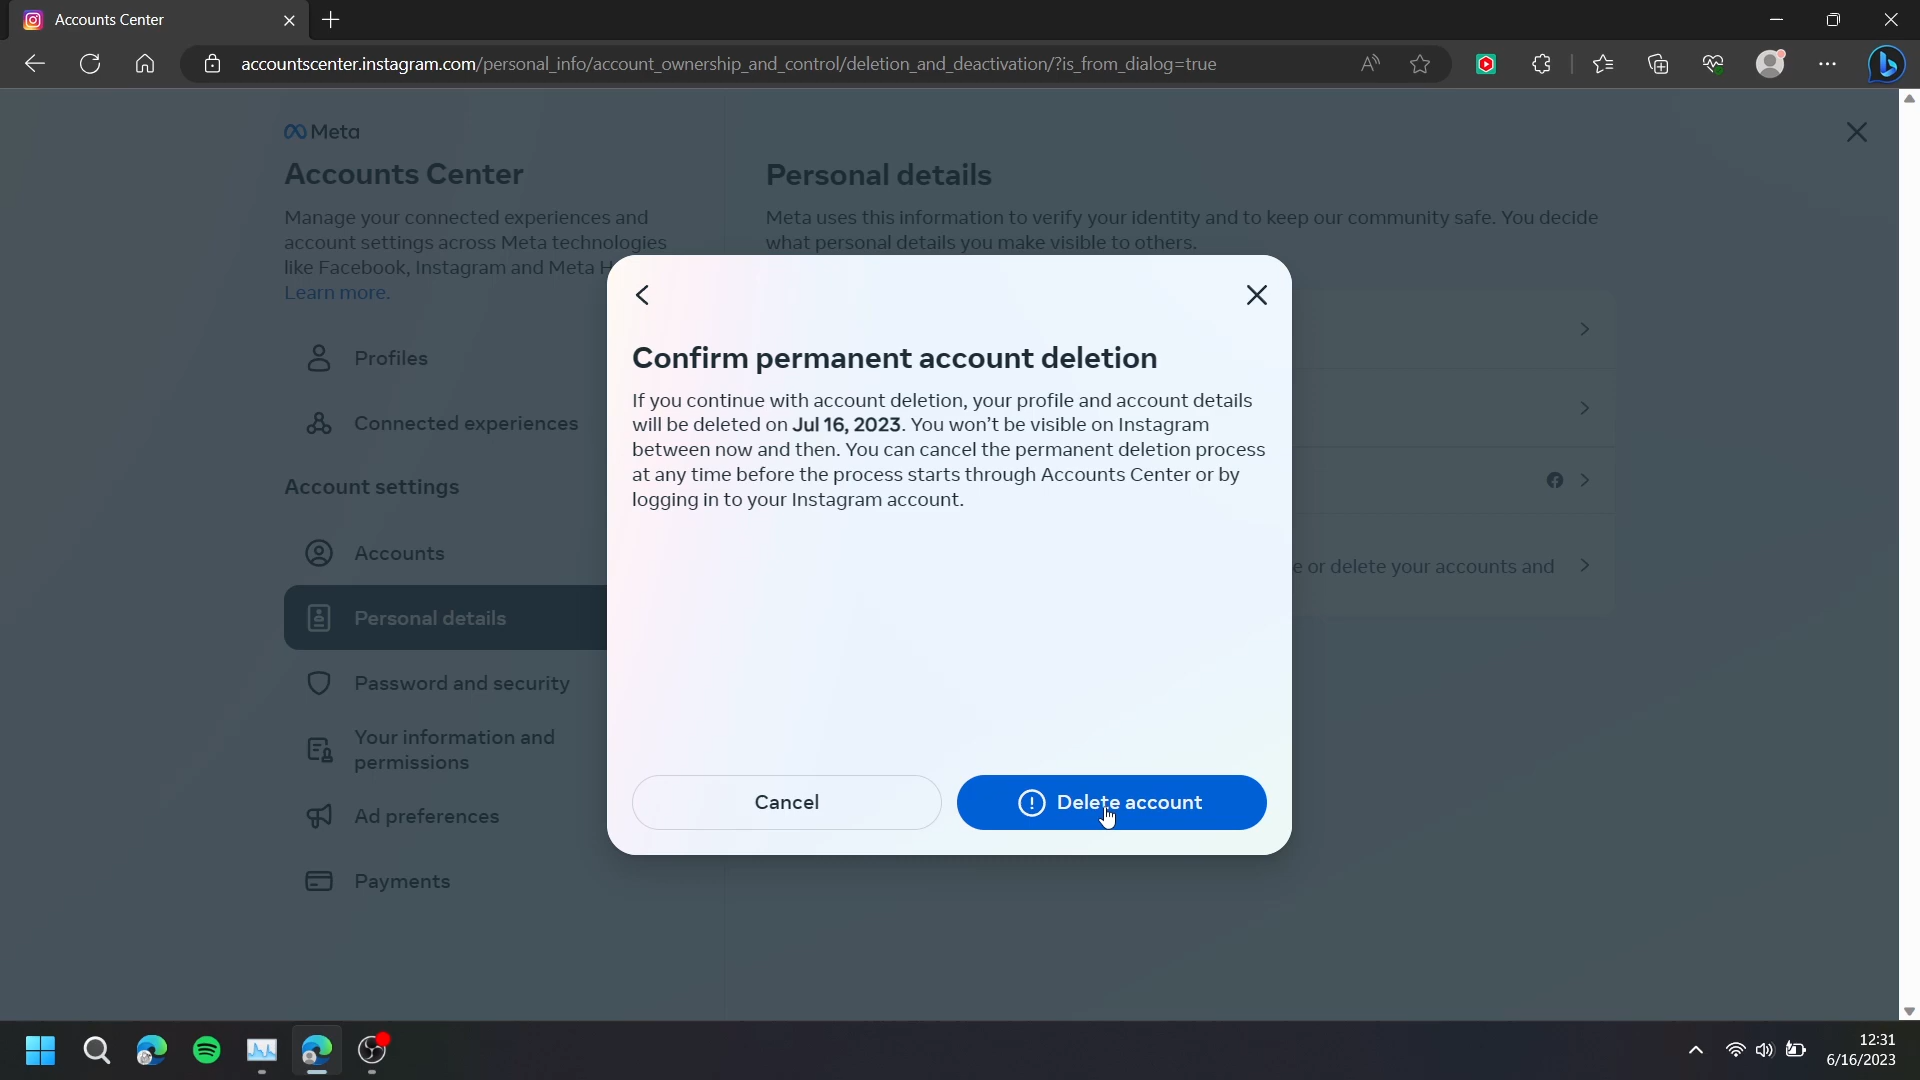 Accounts Center
accountscenter.instagram.com/personal_info/account_ownership_and_control/deletion_and_deactivation/?is_from_dialog=true
Meta
Accounts Center
Manage your connected experiences and
account settings across Meta technologies
like Facebook, Instagram and Meta
Learn more.
Profiles
Connected experiences
Account settings
Accounts
Personal details
Password and security
Your information and
permissions
Ad preferences
Payments
Personal details
Meta uses this information to verify your identity and to keep our community safe. You decide
what personal details you make visible to others.
or delete your accounts and
Confirm permanent account deletion
If you continue with account deletion, your profile and account details
will be deleted on Jul 16, 2023. You won't be visible on Instagram
between now and then. You can cancel the permanent deletion process
at any time before the process starts through Accounts Center or by
logging in to your Instagram account.
Cancel
Delete account
12:31
6/16/2023